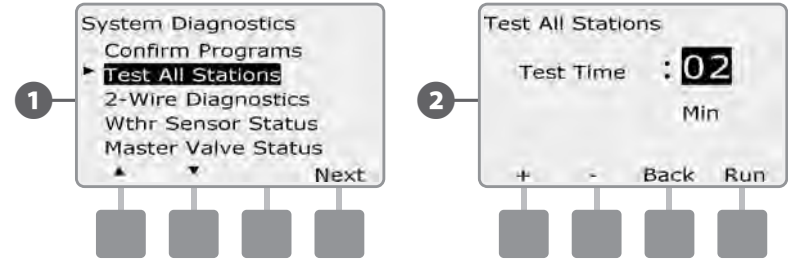 1
System Diagnostics
Confirm Programs
► Test All Stations
2-Wire Diagnostics
Wthr Sensor Status
Master Valve Status
▲ ▼ Next
2
Test All Stations
Test Time :02
Min
+ - Back Run